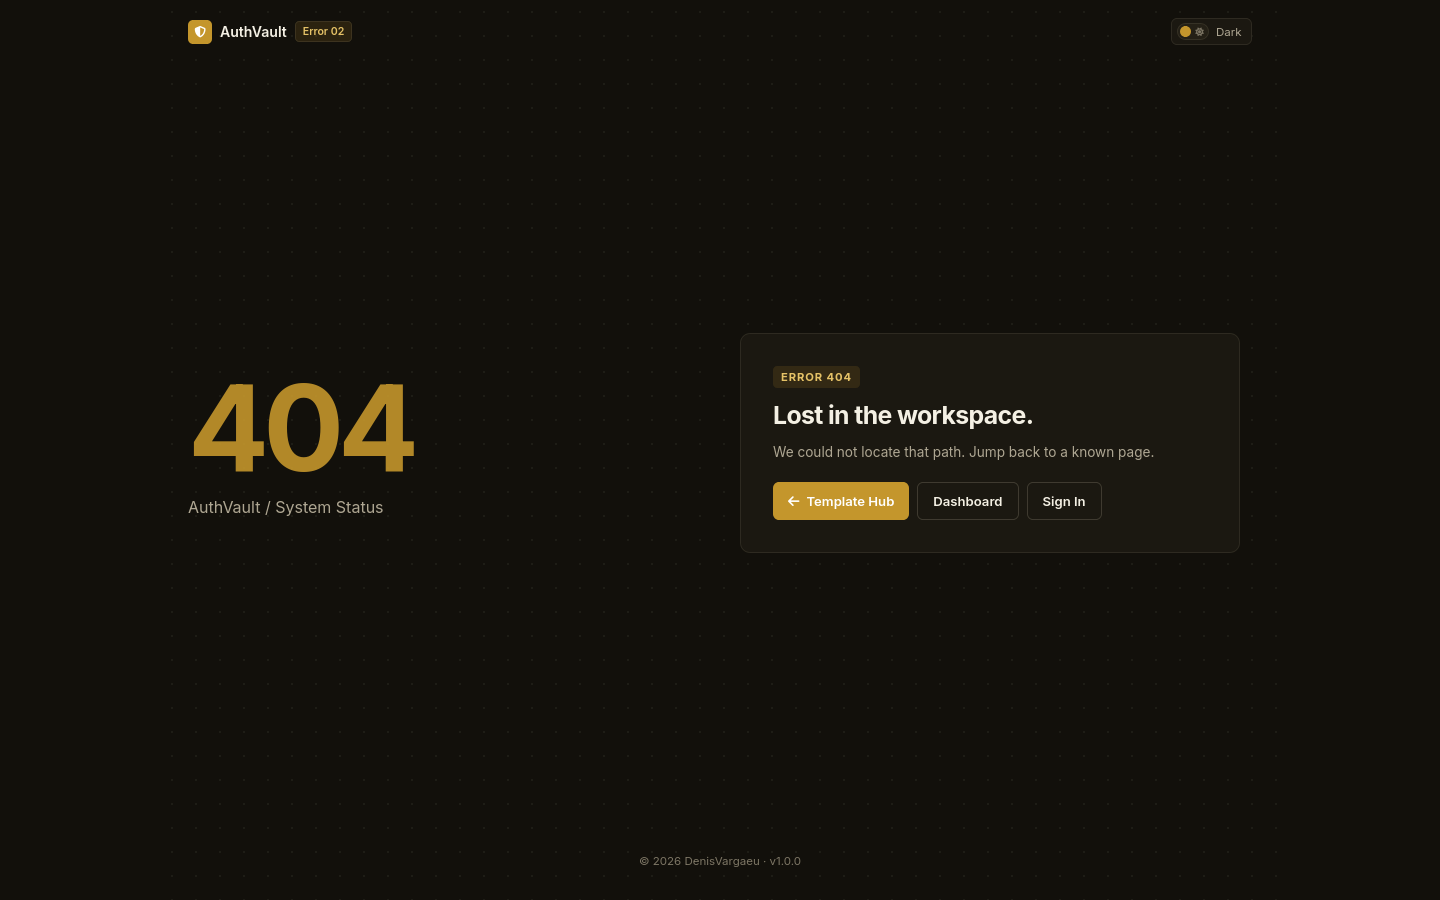 AuthVault Error 02
Dark
404
AuthVault / System Status
ERROR 404
Lost in the workspace.
We could not locate that path. Jump back to a known page.
Template Hub Dashboard Sign In
© 2026 DenisVargaeu · v1.0.0